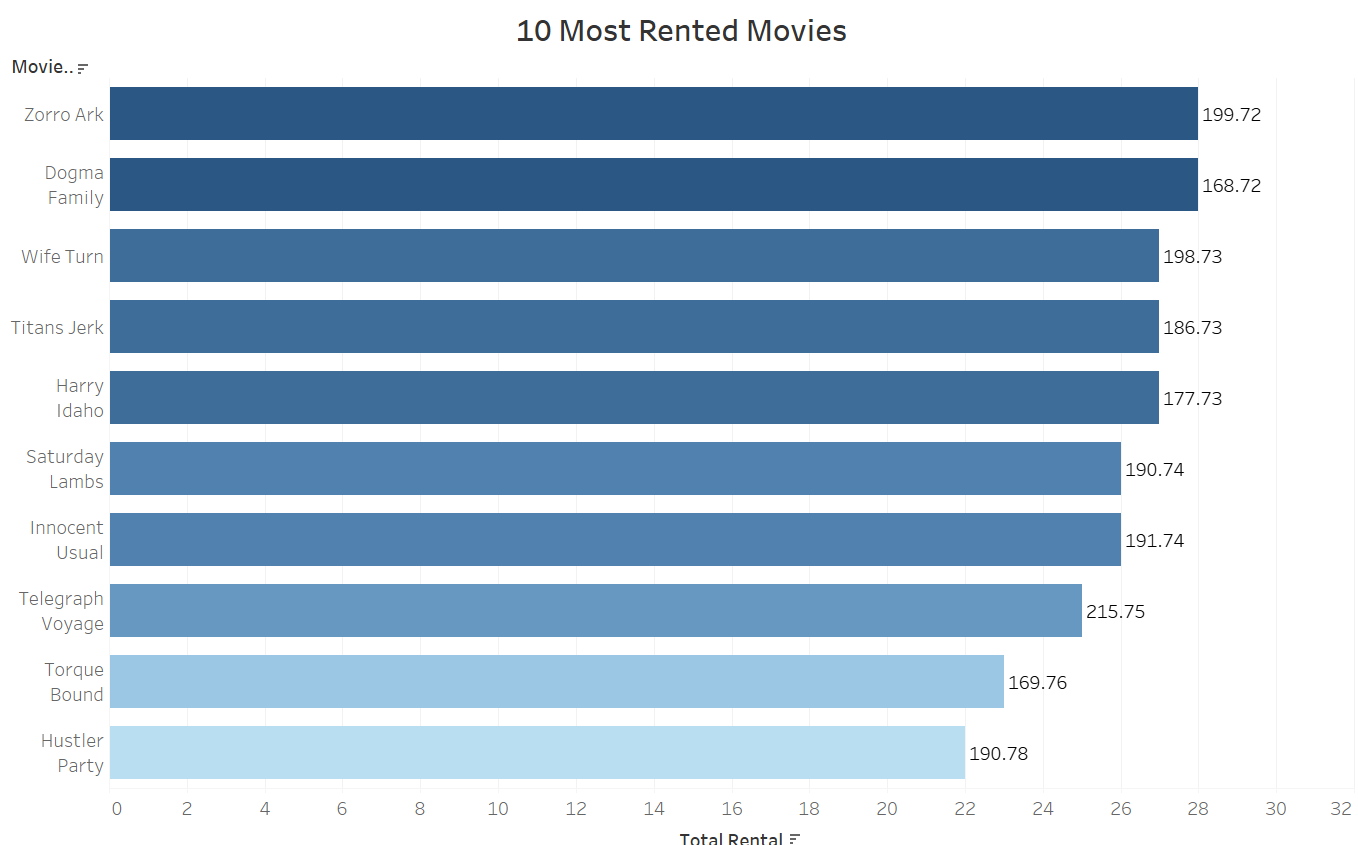 10 Most Rented Movies
Movie..
Zorro Ark
199.72
Dogma
Family
168.72
Wife Turn
198.73
Titans Jerk
186.73
Harry
Idaho
177.73
Saturday
Lambs
190.74
Innocent
Usual
191.74
Telegraph
Voyage
215.75
Torque
Bound
169.76
Hustler
Party
190.78
0 2 4 6 8 10 12 14 16 18 20 22 24 26 28 30 32
Total Rental